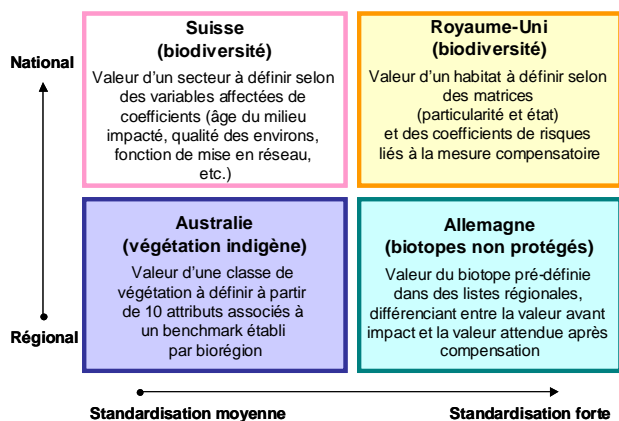 Suisse
(biodiversité)
Valeur d'un secteur à définir selon
des variables affectées de
coefficients (âge du milieu
impacté, qualité des environs,
fonction de mise en réseau,
etc.)
Royaume-Uni
(biodiversité)
Valeur d'un habitat à définir selon
des matrices
(particularité et état)
et des coefficients de risques
liés à la mesure compensatoire
National
Australie
(végétation indigène)
Valeur d'une classe de
végétation à définir à partir
de 10 attributs associés à
un benchmark établi
par biorégion
Allemagne
(biotopes non protégés)
Valeur du biotope pré-définie
dans des listes régionales,
différenciant entre la valeur avant
impact et la valeur attendue après
compensation
Régional
Standardisation moyenne
Standardisation forte